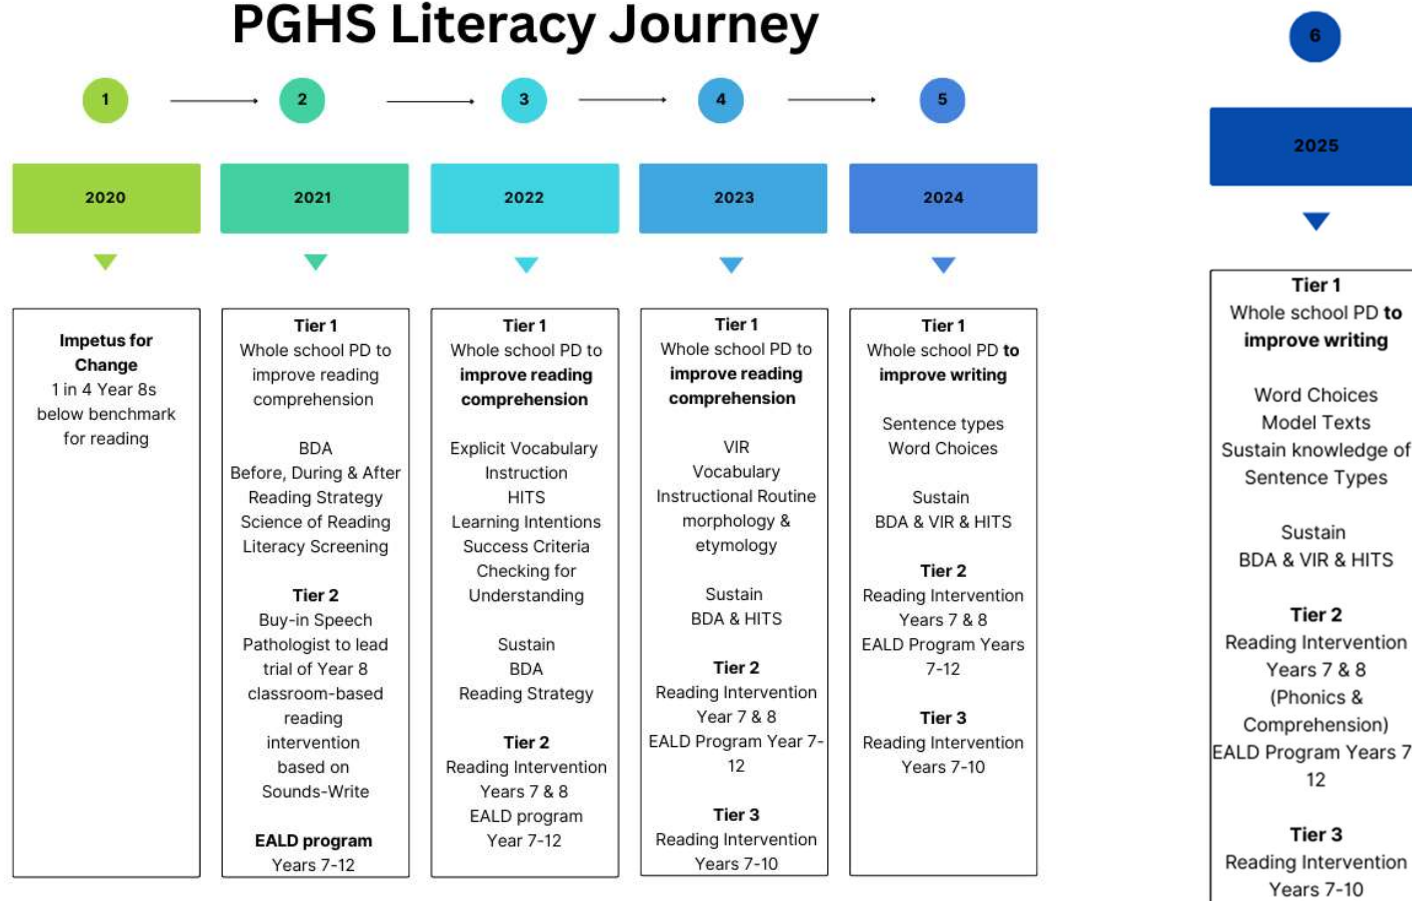 PGHS Literacy Journey
1
2
3
4
5
6
2020
2021
2022
2023
2024
2025
Impetus for
Change
1 in 4 Year 8s
below benchmark
for reading
Tier 1
Whole school PD to
improve reading
comprehension
BDA
Before, During & After
Reading Strategy
Science of Reading
Literacy Screening
Tier 2
Buy-in Speech
Pathologist to lead
trial of Year 8
classroom-based
reading
intervention
based on
Sounds-Write
EALD program
Years 7-12
Tier 1
Whole school PD to
improve reading
comprehension
Explicit Vocabulary
Instruction
HITS
Learning Intentions
Success Criteria
Checking for
Understanding
Sustain
BDA
Reading Strategy
Tier 2
Reading Intervention
Years 7 & 8
EALD program
Year 7-12
Tier 1
Whole school PD to
improve reading
comprehension
VIR
Vocabulary
Instructional Routine
morphology &
etymology
Sustain
BDA & HITS
Tier 2
Reading Intervention
Year 7 & 8
EALD Program Year 7-
12
Tier 3
Reading Intervention
Years 7-10
Tier 1
Whole school PD to
improve writing
Sentence types
Word Choices
Sustain
BDA & VIR & HITS
Tier 2
Reading Intervention
Years 7 & 8
EALD Program Years
7-12
Tier 3
Reading Intervention
Years 7-10
Tier 1
Whole school PD to
improve writing
Word Choices
Model Texts
Sustain knowledge of
Sentence Types
Sustain
BDA & VIR & HITS
Tier 2
Reading Intervention
Years 7 & 8
(Phonics &
Comprehension)
EALD Program Years 7
12
Tier 3
Reading Intervention
Years 7-10